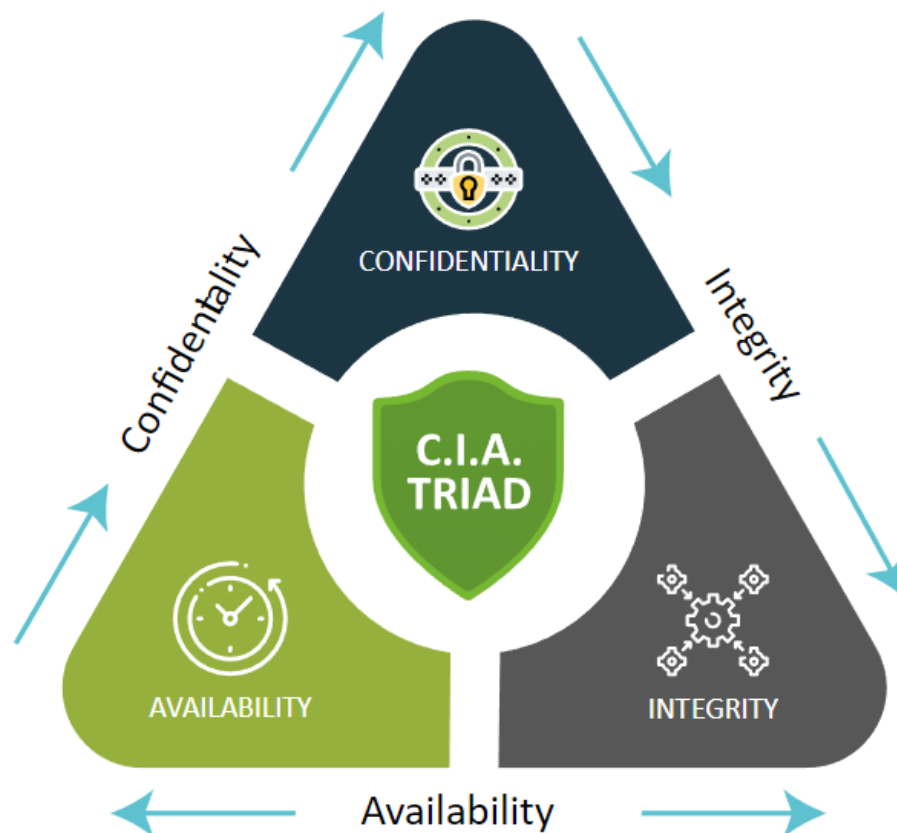 CONFIDENTIALITY
Confidentality
Integrity
C.I.A.
TRIAD
AVAILABILITY
INTEGRITY
Availability